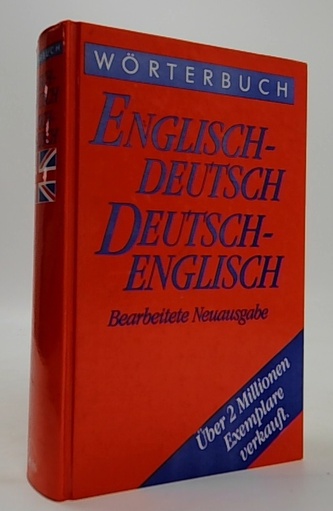 WÖRTERBUCH
ENGLISCH-
DEUTSCH
DEUTSCH-
ENGLISCH
Bearbeitete Neuausgabe
Über 2 Millionen
Exemplare
verkauft.